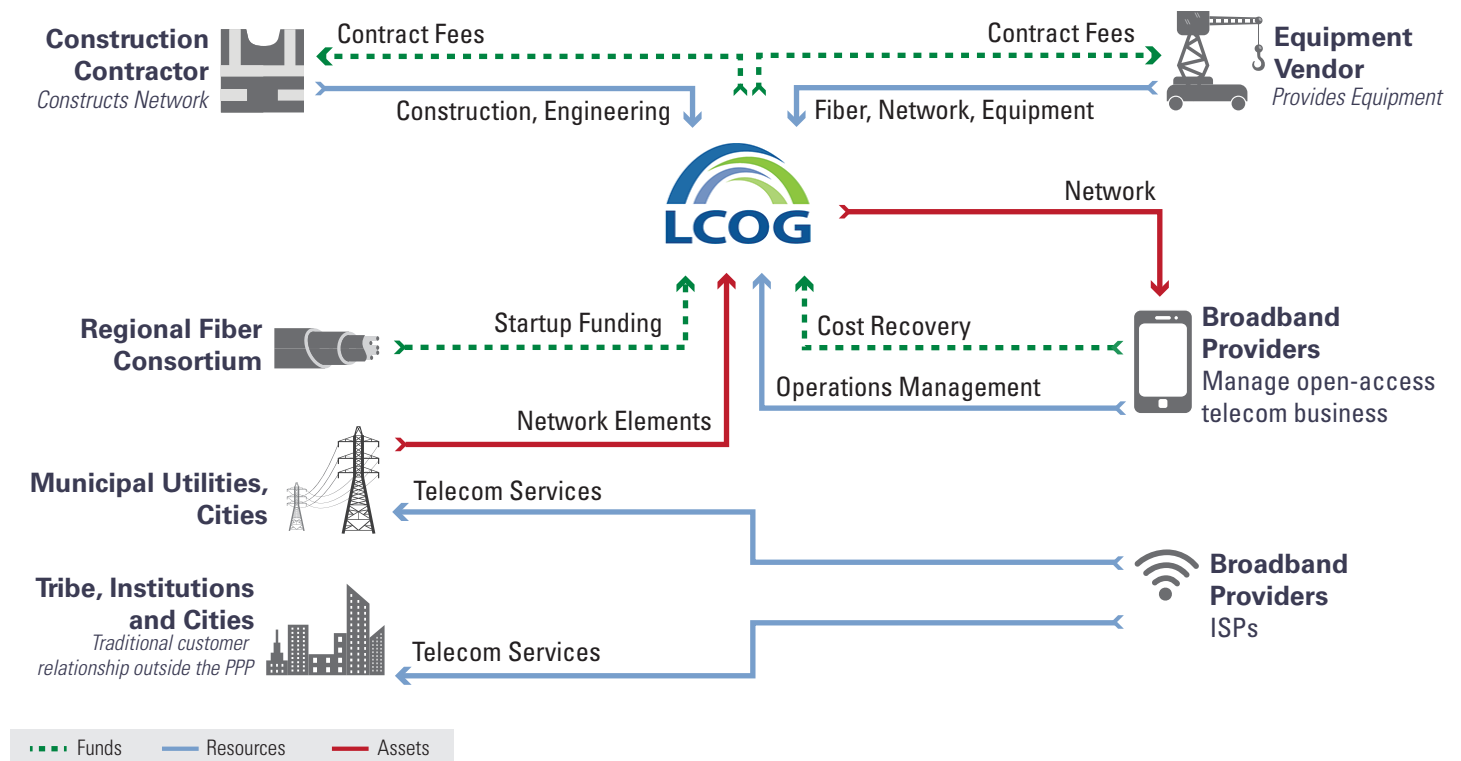 Construction
Contractor
Constructs Network
Contract Fees
Construction, Engineering
Contract Fees
Fiber, Network, Equipment
Equipment
Vendor
Provides Equipment
LCOG
Network
Regional Fiber
Consortium
Startup Funding
Cost Recovery
Operations Management
Broadband
Providers
Manage open-access
telecom business
Network Elements
Municipal Utilities,
Cities
Telecom Services
Broadband
Providers
ISPs
Tribe, Institutions
and Cities
Traditional customer
relationship outside the PPP
Telecom Services
Funds
Resources
Assets